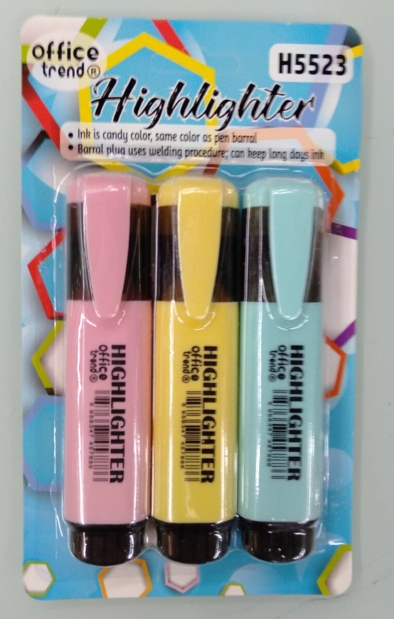 office
trend®
H5523
Highlighter
• Ink is candy color, same color as pen barral
• Barral plug uses welding procedure; can keep long days ink
HIGHLIGHTER
office
trend®
HIGHLIGHTER
office
trend®
HIGHLIGHTER
office
trend®